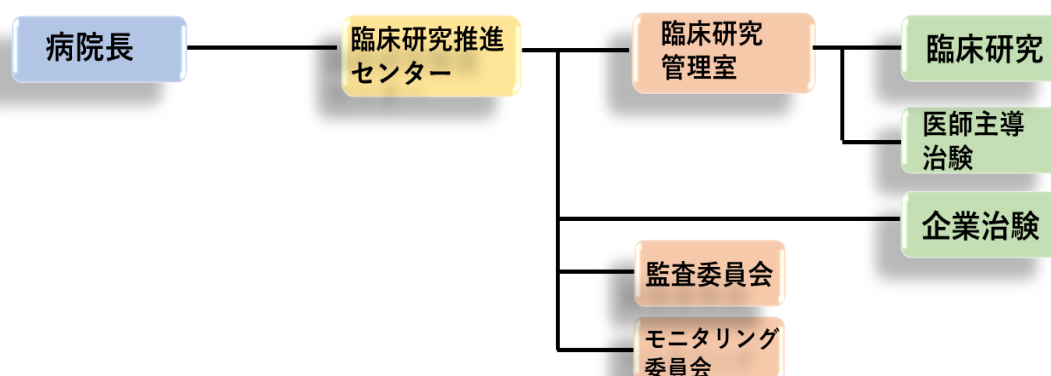 病院長
臨床研究推進
センター
臨床研究
管理室
臨床研究
医師主導
治験
企業治験
監査委員会
モニタリング
委員会